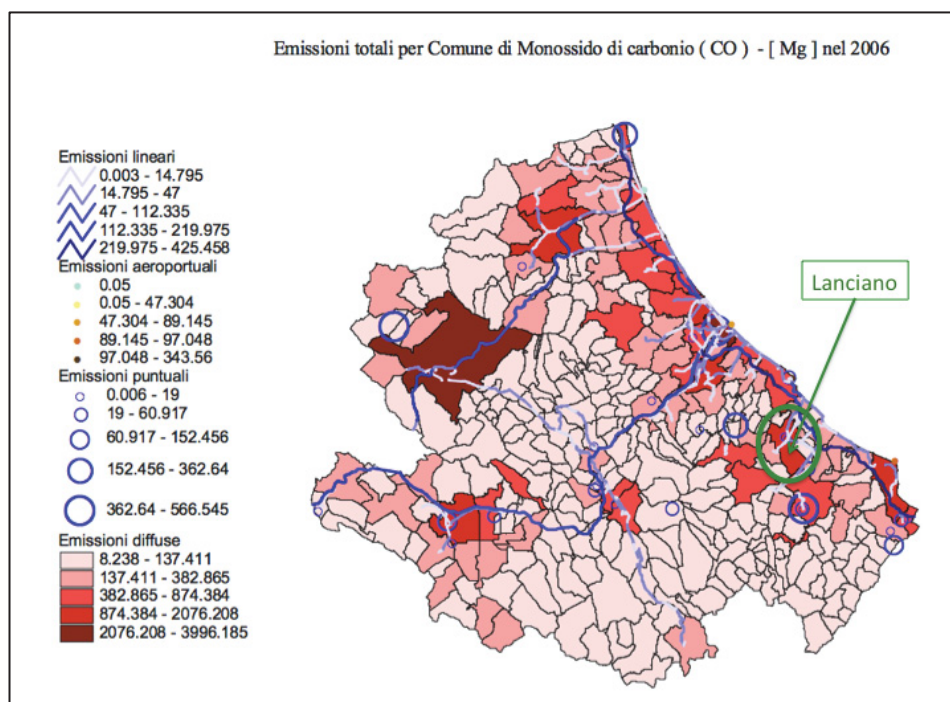 Emissioni totali per Comune di Monossido di carbonio ( CO )  - [ Mg ] nel 2006
Emissioni lineari
0.003 - 14.795
14.795 - 47
47 - 112.335
112.335 - 219.975
219.975 - 425.458
Emissioni aeroportuali
0.05
0.05 - 47.304
47.304 - 89.145
89.145 - 97.048
97.048 - 343.56
Emissioni puntuali
0.006 - 19
19 - 60.917
60.917 - 152.456
152.456 - 362.64
362.64 - 566.545
Emissioni diffuse
8.238 - 137.411
137.411 - 382.865
382.865 - 874.384
874.384 - 2076.208
2076.208 - 3996.185
Lanciano